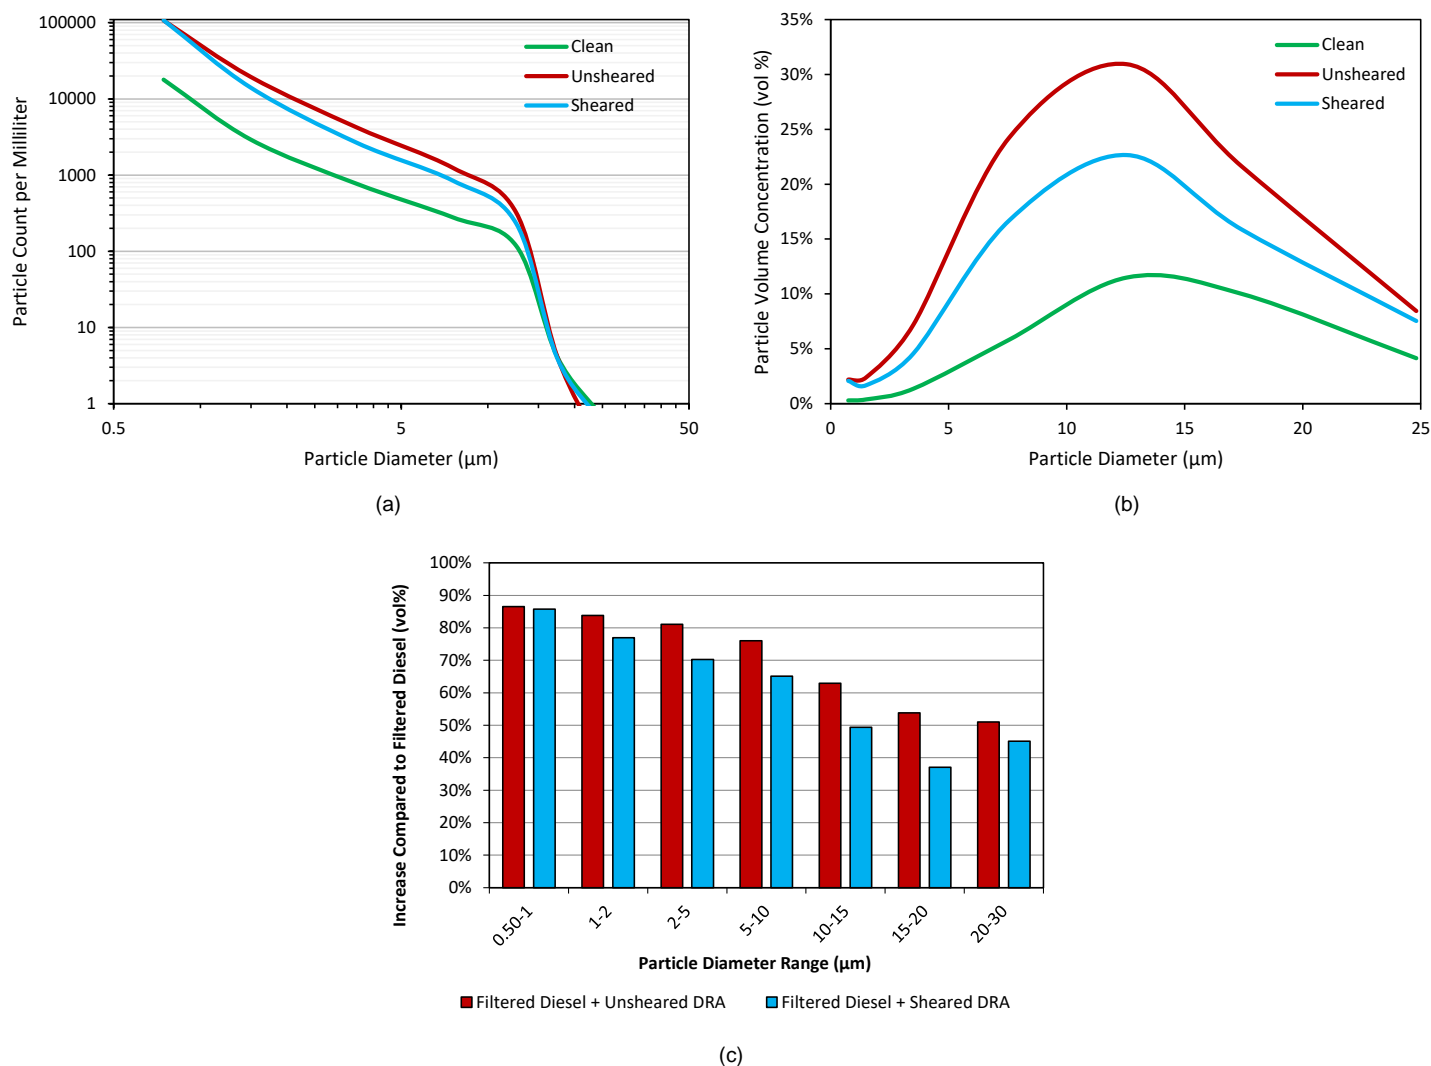 100000
10000
1000
100
10
1
Particle Count per Milliliter
Clean
Unsheared
Sheared
0.5
5
50
Particle Diameter (µm)
(a)
35%
30%
25%
20%
15%
10%
5%
0%
Particle Volume Concentration (vol %)
Clean
Unsheared
Sheared
0
5
10
15
20
25
Particle Diameter (µm)
(b)
100%
90%
80%
70%
60%
50%
40%
30%
20%
10%
0%
Increase Compared to Filtered Diesel (vol%)
0.50-1
1-2
2-5
5-10
10-15
15-20
20-30
Particle Diameter Range (µm)
Filtered Diesel + Unsheared DRA
Filtered Diesel + Sheared DRA
(c)